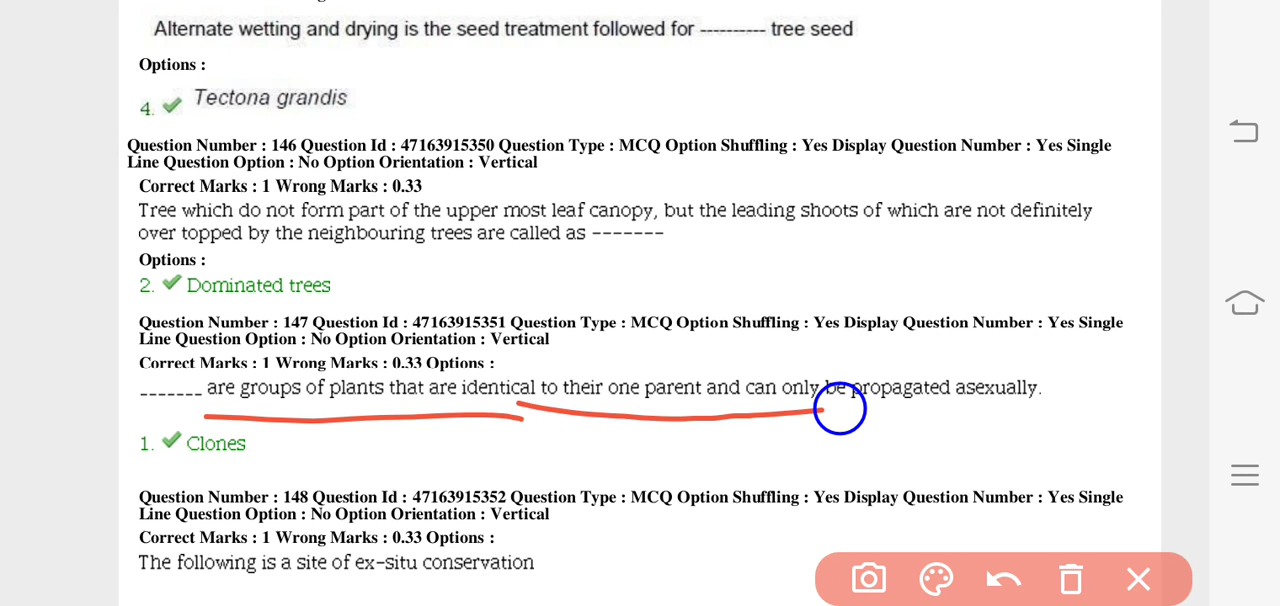 Alternate wetting and drying is the seed treatment followed for ---------- tree seed
Options :
4. Tectona grandis
Question Number : 146 Question Id : 47163915350 Question Type : MCQ Option Shuffling : Yes Display Question Number : Yes Single
Line Question Option : No Option Orientation : Vertical
Correct Marks : 1 Wrong Marks : 0.33
Tree which do not form part of the upper most leaf canopy, but the leading shoots of which are not definitely
over topped by the neighbouring trees are called as -------
Options :
2. Dominated trees
Question Number : 147 Question Id : 47163915351 Question Type : MCQ Option Shuffling : Yes Display Question Number : Yes Single
Line Question Option : No Option Orientation : Vertical
Correct Marks : 1 Wrong Marks : 0.33 Options :
_______ are groups of plants that are identical to their one parent and can only be propagated asexually.
1. Clones
Question Number : 148 Question Id : 47163915352 Question Type : MCQ Option Shuffling : Yes Display Question Number : Yes Single
Line Question Option : No Option Orientation : Vertical
Correct Marks : 1 Wrong Marks : 0.33 Options :
The following is a site of ex-situ conservation